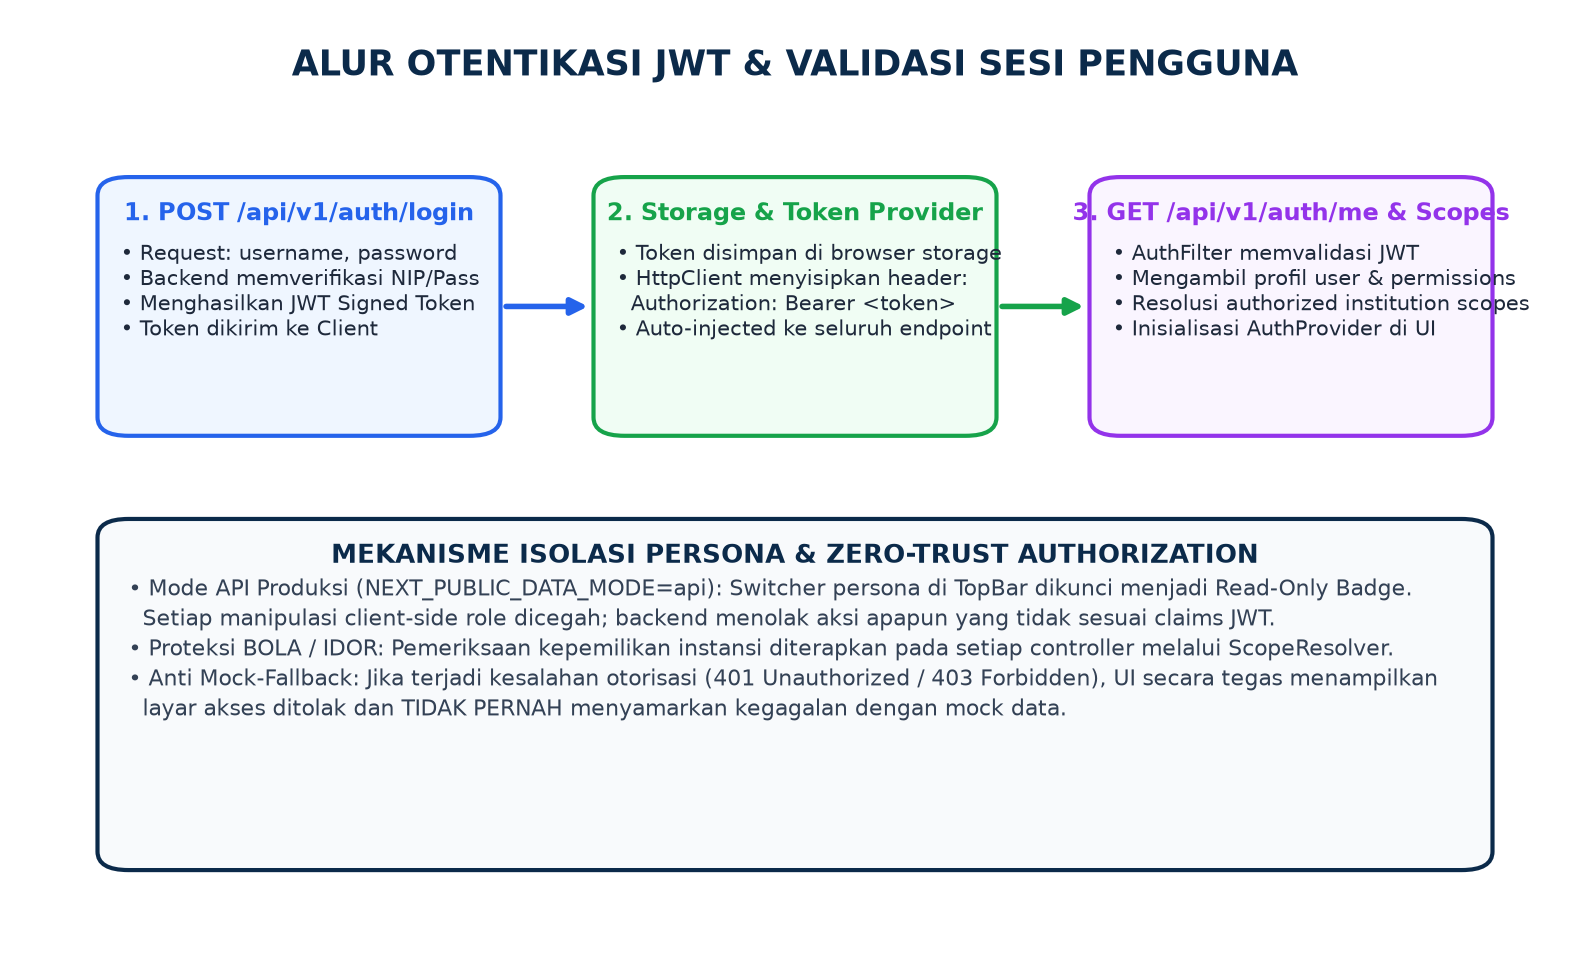 ALUR OTENTIKASI JWT & VALIDASI SESI PENGGUNA
1. POST /api/v1/auth/login
• Request: username, password
• Backend memverifikasi NIP/Pass
• Menghasilkan JWT Signed Token
• Token dikirim ke Client
2. Storage & Token Provider
• Token disimpan di browser storage
• HttpClient menyisipkan header:
Authorization: Bearer <token>
• Auto-injected ke seluruh endpoint
3. GET /api/v1/auth/me & Scopes
• AuthFilter memvalidasi JWT
• Mengambil profil user & permissions
• Resolusi authorized institution scopes
• Inisialisasi AuthProvider di UI
MEKANISME ISOLASI PERSONA & ZERO-TRUST AUTHORIZATION
• Mode API Produksi (NEXT_PUBLIC_DATA_MODE=api): Switcher persona di TopBar dikunci menjadi Read-Only Badge.
Setiap manipulasi client-side role dicegah; backend menolak aksi apapun yang tidak sesuai claims JWT.
• Proteksi BOLA / IDOR: Pemeriksaan kepemilikan instansi diterapkan pada setiap controller melalui ScopeResolver.
• Anti Mock-Fallback: Jika terjadi kesalahan otorisasi (401 Unauthorized / 403 Forbidden), UI secara tegas menampilkan
layar akses ditolak dan TIDAK PERNAH menyamarkan kegagalan dengan mock data.